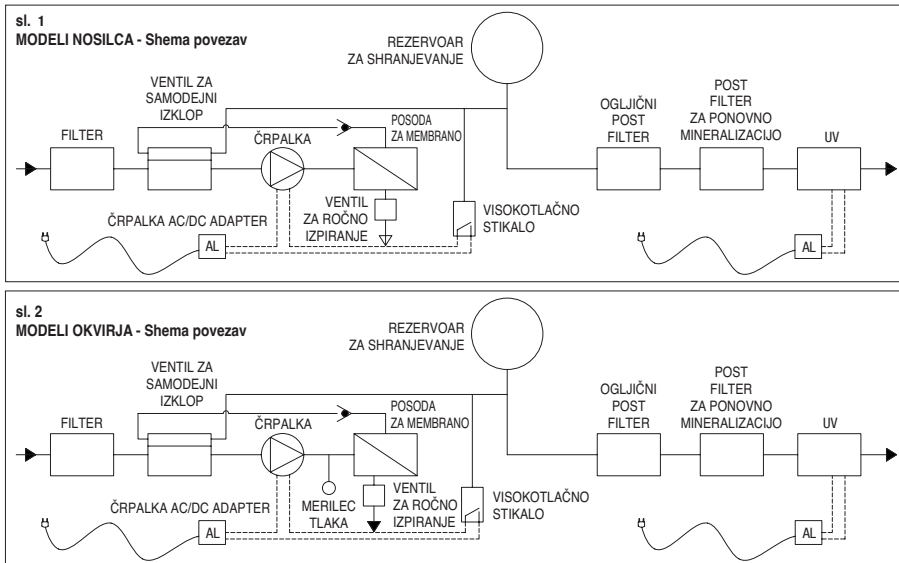 sl. 1
MODELI NOSILCA - Shema povezav
REZERVOAR
ZA SHRANJEVANJE
VENTIL ZA
SAMODEJNI
IZKLOP
FILTER
ČRPALKA
POSODA
ZA MEMBRANO
OGLJIČNI
POST
FILTER
POST
FILTER
ZA PONOVNO
MINERALIZACIJO
UV
VENTIL
ZA ROČNO
IZPIRANJE
VISOKOTLAČNO
STIKALO
ČRPALKA AC/DC ADAPTER
AL
AL
sl. 2
MODELI OKVIRJA - Shema povezav
REZERVOAR
ZA SHRANJEVANJE
VENTIL ZA
SAMODEJNI
IZKLOP
FILTER
ČRPALKA
POSODA
ZA MEMBRANO
OGLJIČNI
POST
FILTER
POST
FILTER
ZA PONOVNO
MINERALIZACIJO
UV
MERILEC
TLAKA
VENTIL
ZA ROČNO
IZPIRANJE
VISOKOTLAČNO
STIKALO
ČRPALKA AC/DC ADAPTER
AL
AL